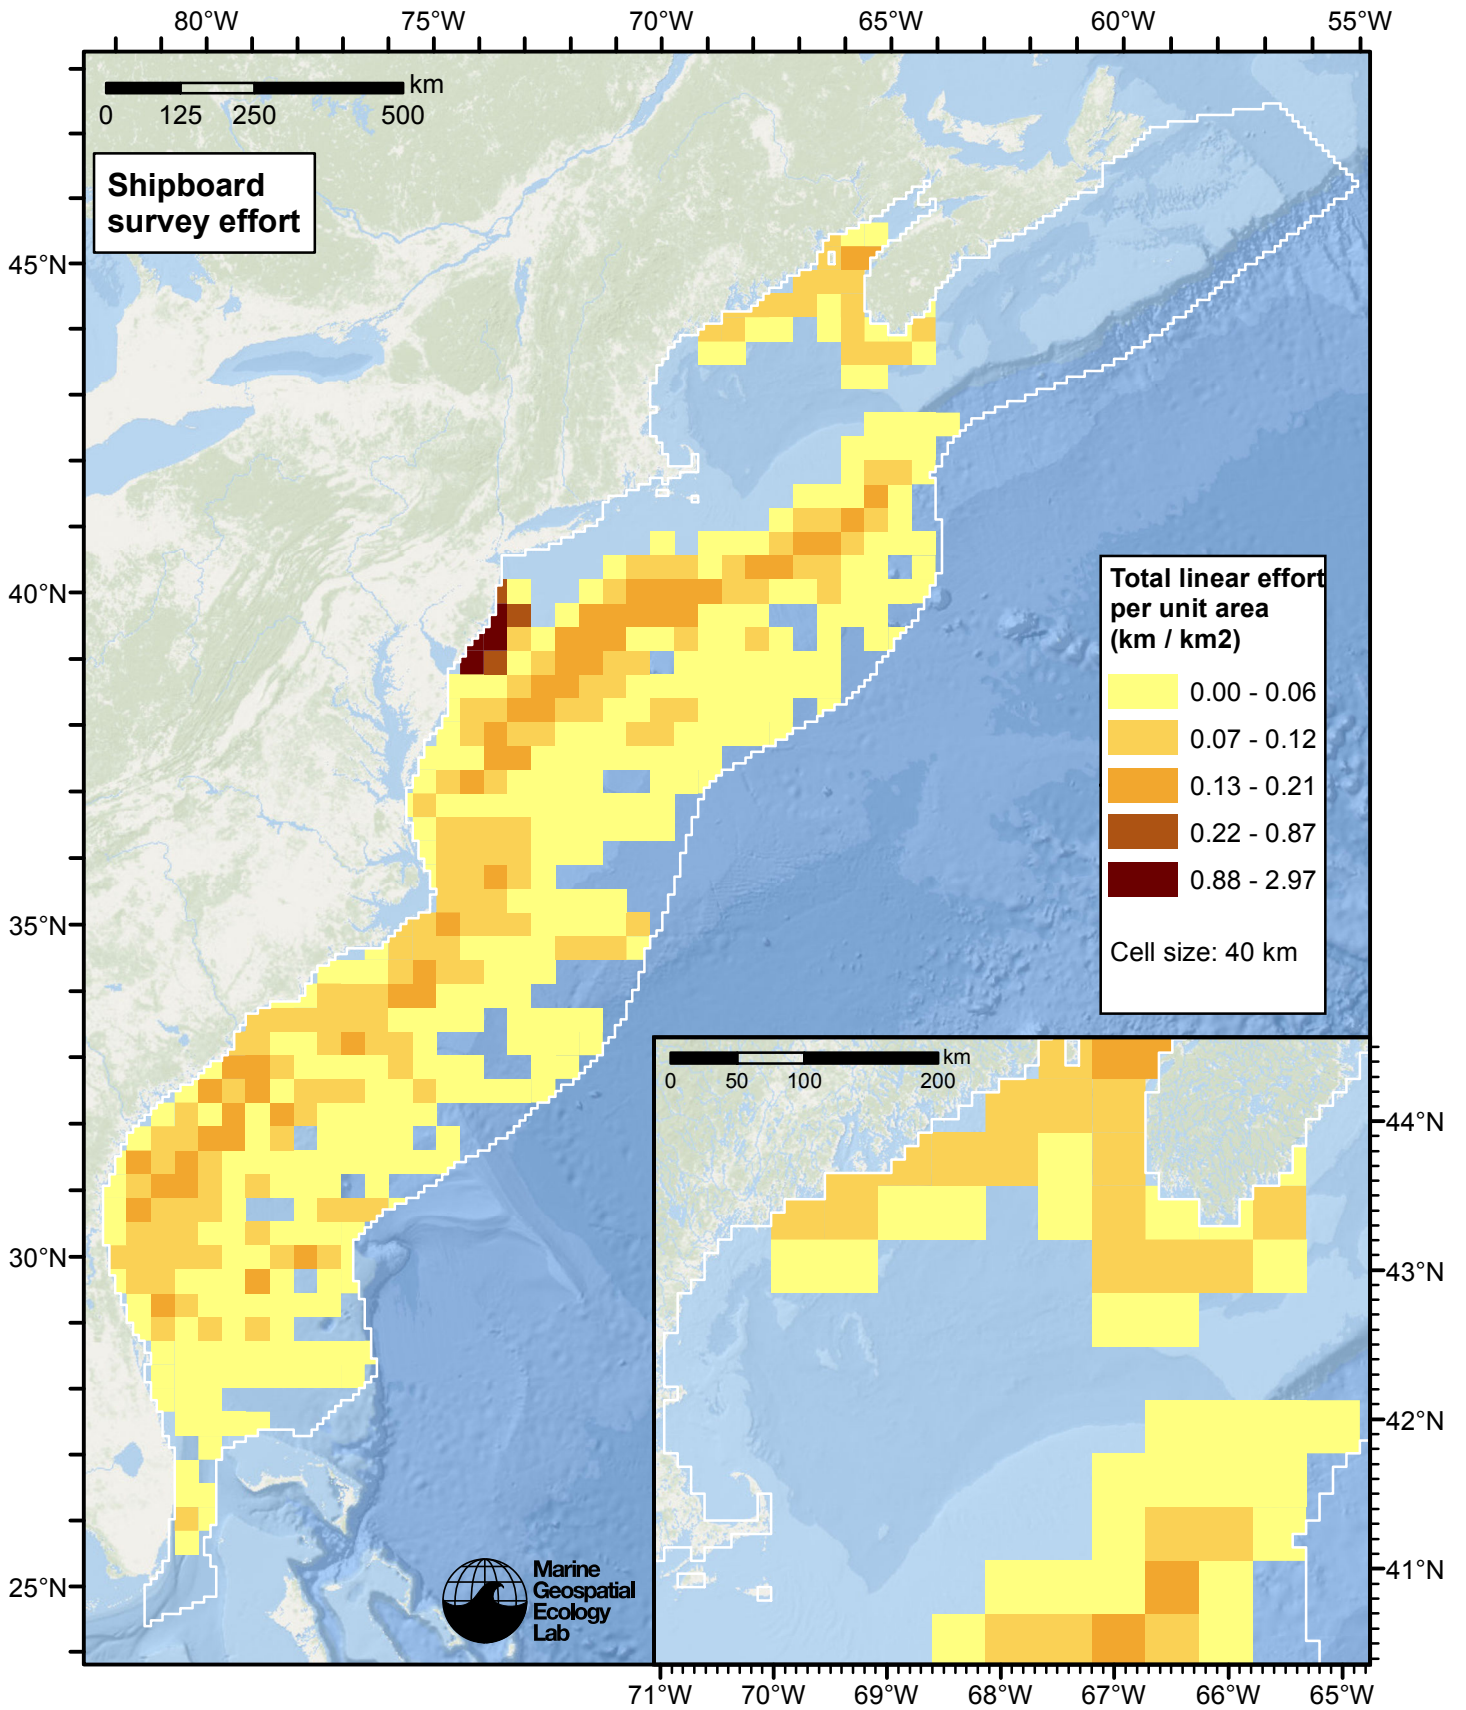 80°W 75°W 70°W 65°W 60°W 55°W
km
0 125 250 500
Shipboard
survey effort
45°N
40°N
35°N
30°N
25°N
Total linear effort
per unit area
(km / km2)
0.00 - 0.06
0.07 - 0.12
0.13 - 0.21
0.22 - 0.87
0.88 - 2.97
Cell size: 40 km
km
0 50 100 200
44°N
43°N
42°N
41°N
Marine
Geospatial
Ecology
Lab
71°W 70°W 69°W 68°W 67°W 66°W 65°W